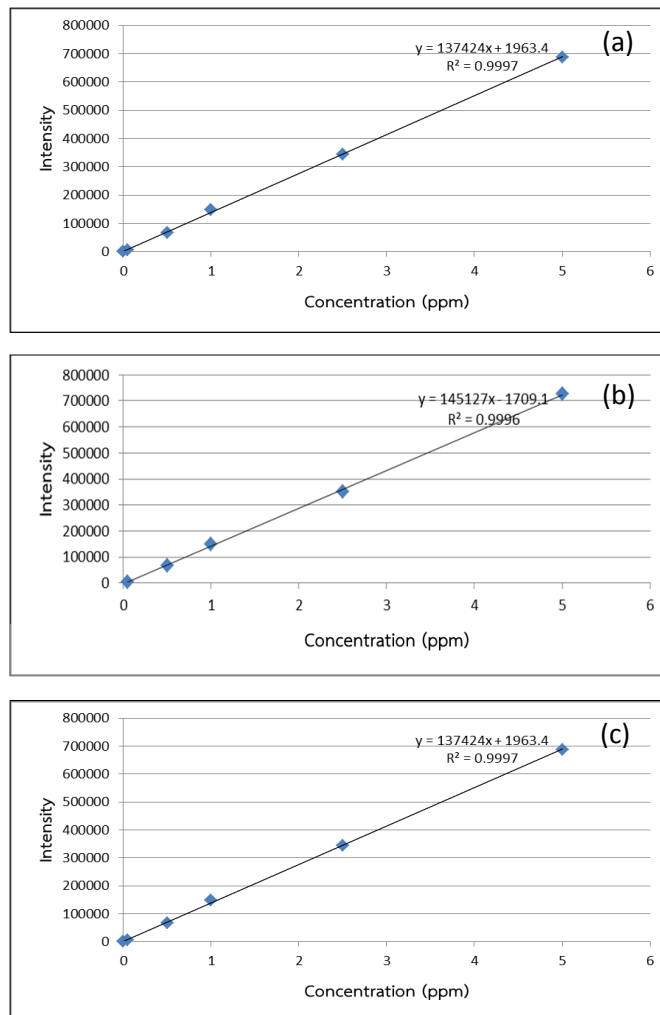 800000
700000
600000
500000
400000
300000
200000
100000
0
Intensity
y = 137424x + 1963.4
R² = 0.9997
(a)
0 1 2 3 4 5 6
Concentration (ppm)
800000
700000
600000
500000
400000
300000
200000
100000
0
Intensity
y = 145127x - 1709.1
R² = 0.9996
(b)
0 1 2 3 4 5 6
Concentration (ppm)
800000
700000
600000
500000
400000
300000
200000
100000
0
Intensity
y = 137424x + 1963.4
R² = 0.9997
(c)
0 1 2 3 4 5 6
Concentration (ppm)